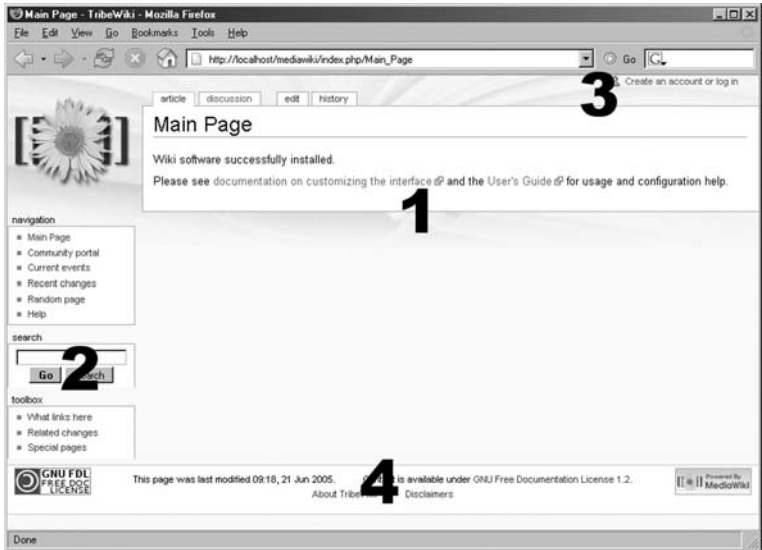 Main Page - TribeWiki - Mozilla Firefox
File Edit View Go Bookmarks Tools Help
http://localhost/mediawiki/index.php/Main_Page Go G
3
Create an account or log in
article discussion edit history
Main Page
Wiki software successfully installed.
Please see documentation on customizing the interface and the User's Guide for usage and configuration help.
1
navigation
Main Page
Community portal
Current events
Recent changes
Random page
Help
search
2
Go
toolbox
What links here
Related changes
Special pages
GNU FDL
FREE DOC
LICENSE
This page was last modified 09:18, 21 Jun 2005. is available under GNU Free Documentation License 1.2.
4
About Disclaimers
Powered By
MediaWiki
Done